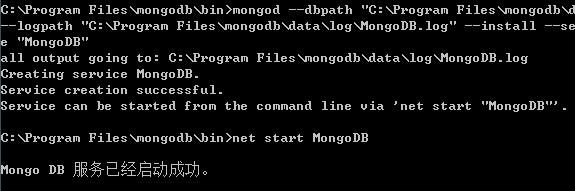 C:\Program Files\mongodb\bin>mongod --dbpath "C:\Program Files\mongodb\d
--logpath "C:\Program Files\mongodb\data\log\MongoDB.log" --install --se
e "MongoDB"
all output going to: C:\Program Files\mongodb\data\log\MongoDB.log
Creating service MongoDB.
Service creation successful.
Service can be started from the command line via 'net start "MongoDB"'.
C:\Program Files\mongodb\bin>net start MongoDB
Mongo DB 服务已经启动成功。